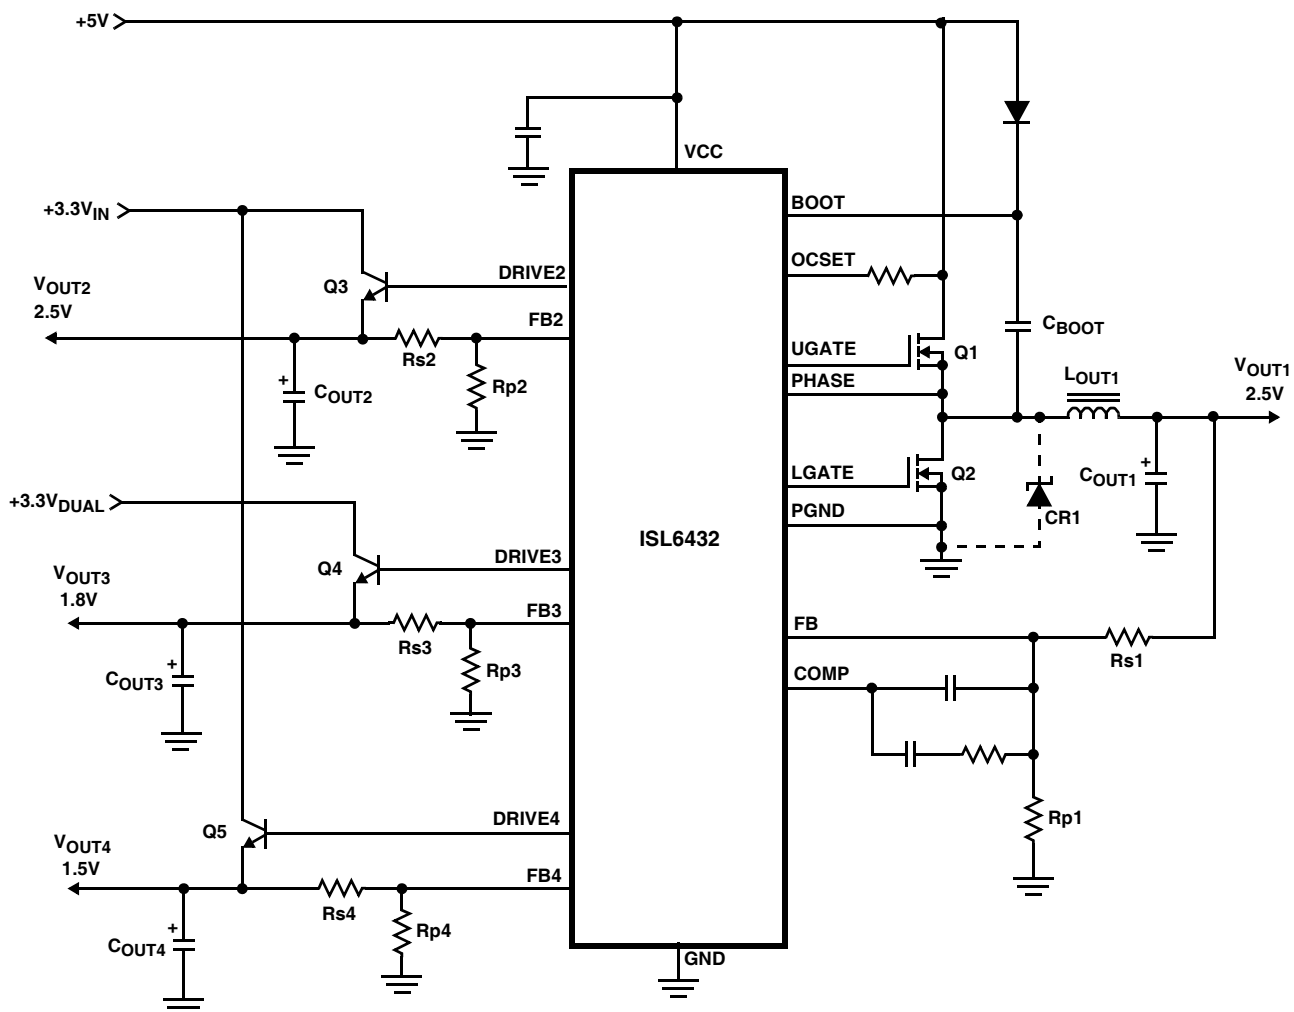 +5V
VCC
+3.3VIN
BOOT
OCSET
DRIVE2
Q3
VOUT2
2.5V
FB2
CBOOT
UGATE
Q1
Rs2
VOUT1
2.5V
LOUT1
PHASE
Rp2
+
COUT2
LGATE
Q2
+
COUT1
+3.3VDUAL
PGND
CR1
ISL6432
DRIVE3
Q4
VOUT3
1.8V
FB3
FB
Rs3
Rs1
+
COUT3
Rp3
COMP
DRIVE4
Q5
Rp1
VOUT4
1.5V
FB4
Rs4
+
COUT4
Rp4
GND